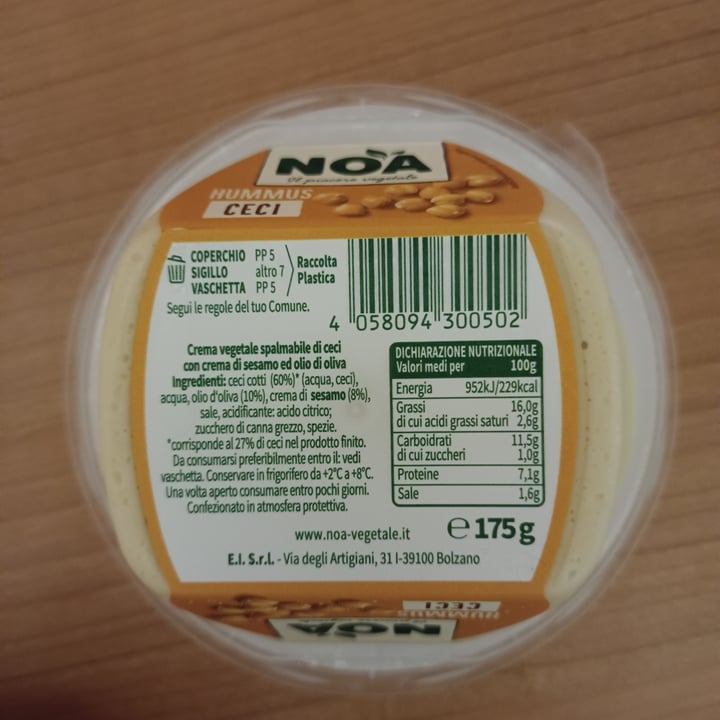 NOA
Il piacere vegetale
HUMMUS
CECI
COPERCHIO PP 5
SIGILLO altro 7
VASCHETTA PP 5
Raccolta
Plastica
Segui le regole del tuo Comune.
4 058094 300502
Crema vegetale spalmabile di ceci
con crema di sesamo ed olio di oliva
Ingredienti: ceci cotti (60%)* (acqua, ceci),
acqua, olio d'oliva (10%), crema di sesamo (8%),
sale, acidificante: acido citrico;
zucchero di canna grezzo, spezie.
*corrisponde al 27% di ceci nel prodotto finito.
Da consumarsi preferibilmente entro il: vedi
vaschetta. Conservare in frigorifero da +2°C a +8°C.
Una volta aperto consumare entro pochi giorni.
Confezionato in atmosfera protettiva.
DICHIARAZIONE NUTRIZIONALE
Valori medi per 100g
Energia 952kJ/229kcal
Grassi 16,0g
di cui acidi grassi saturi 2,6g
Carboidrati 11,5g
di cui zuccheri 1,0g
Proteine 7,1g
Sale 1,6g
www.noa-vegetale.it
℮ 175 g
E.I. S.r.l. - Via degli Artigiani, 31 I-39100 Bolzano
HUMMUS
CECI
NOA